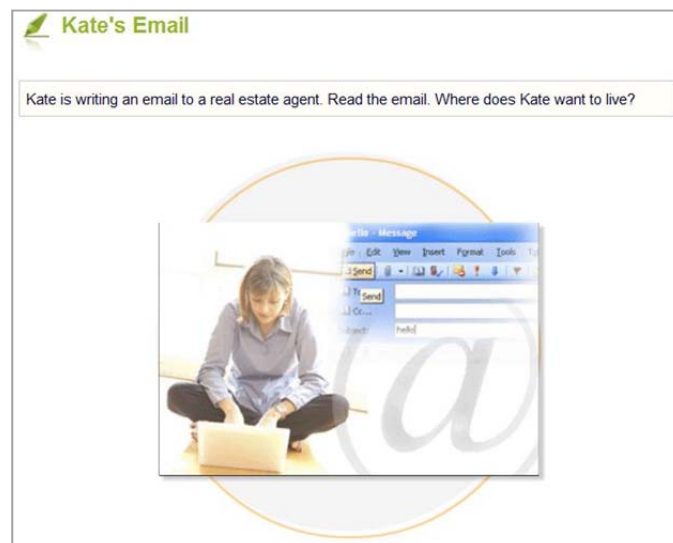 Kate's Email
Kate is writing an email to a real estate agent. Read the email. Where does Kate want to live?
hello - Message
Edit View Insert Format Tools
Send
Send
Cc...
Subject:
hello
@